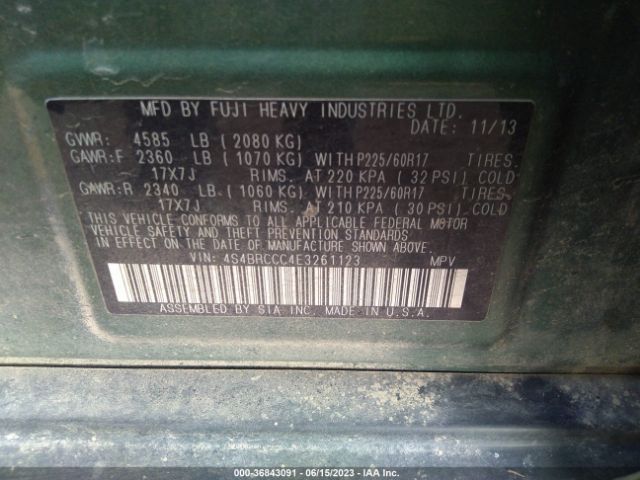 MFD BY FUJI HEAVY INDUSTRIES LTD.
DATE: 11/13
GVWR: 4585 LB ( 2080 KG)
GAWR:F 2360 LB ( 1070 KG) WITH P225/60R17 TIRES.
17X7J RIMS. AT 220 KPA ( 32 PSI) COLD
GAWR:R 2340 LB ( 1060 KG) WITH P225/60R17 TIRES.
17X7J RIMS. AT 210 KPA ( 30 PSI) COLD
THIS VEHICLE CONFORMS TO ALL APPLICABLE FEDERAL MOTOR
VEHICLE SAFETY AND THEFT PREVENTION STANDARDS
IN EFFECT ON THE DATE OF MANUFACTURE SHOWN ABOVE.
VIN: 4S4BRCCC4E3261123 MPV
ASSEMBLED BY SIA INC. MADE IN U.S.A.
000-36843091 - 06/15/2023 - IAA Inc.